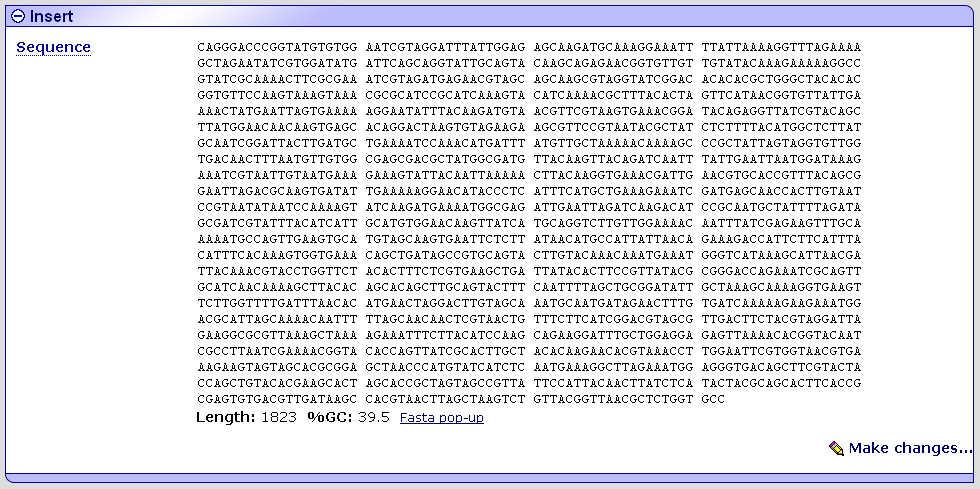 Insert
Sequence
CAGGGACCCGGTATGTGTGG AATCGTAGGATTTATTGGAG AGCAAGATGCAAAGGAAATT TTATTAAAAGGTTTAGAAAA
GCTAGAATATCGTGGATATG ATTCAGCAGGTATTGCAGTA CAAGCAGAGAACGGTGTGTT TGTATACAAAGAAAAAGGCC
GTATCGCAAAACTTCGCGAA ATCGTAGATGAGAACGTAGC AGCAAGCGTAGGTATCGGAC ACACACGCTGGGCTACACAC
GGTGTTCCAAGTAAAGTAAA CGCGCATCCGCATCAAAGTA CATCAAAACGCTTTACACTA GTTCATAACGGTGTTATTGA
AAACTATGAATTAGTGAAAA AGGAATATTTACAAGATGTA ACGTTCGTAAGTGAAACGGA TACAGAGGTTATCGTACAGC
TTATGGAACAACAAGTGAGC ACAGGACTAAGTGTAGAAGA AGCGTTCCGTAATACGCTAT CTCTTTTACATGGCTCTTAT
GCAATCGGATTACTTGATGC TGAAAATCCAAACATGATTT ATGTTGCTAAAAACAAAAGC CCGCTATTAGTAGGTGTTGG
TGACAACTTTAATGTTGTGG CGAGCGACGCTATGGCGATG TTACAAGTTACAGATCAATT TATTGAATTAATGGATAAAG
AAATCGTAATTGTAATGAAA GAAAGTATTACAATTAAAAA CTTACAAGGTGAAACGATTG AACGTGCACCGTTTACAGCG
GAATTAGACGCAAGTGATAT TGAAAAAGGAACATACCCTC ATTTCATGCTGAAAGAAATC GATGAGCAACCACTTGTAAT
CCGTAATATAATCCAAAAGT ATCAAGATGAAAATGGCGAG ATTGAATTAGATCAAGACAT CCGCAATGCTATTTTAGATA
GCGATCGTATTTACATCATT GCATGTGGAACAAGTTATCA TGCAGGTCTTGTTGGAAAAC AATTTATCGAGAAGTTTGCA
AAAATGCCAGTTGAAGTGCA TGTAGCAAGTGAATTCTCTT ATAACATGCCATTATTAACA GAAAGACCATTCTTCATTTA
CATTTCACAAAGTGGTGAAA CAGCTGATAGCCGTGCAGTA CTTGTACAAACAAATGAAAT GGGTCATAAAGCATTAACGA
TTACAAACGTACCTGGTTCT ACACTTTCTCGTGAAGCTGA TTATACACTTCCGTTATACG CGGGACCAGAAATCGCAGTT
GCATCAACAAAAGCTTACAC AGCACAGCTTGCAGTACTTT CAATTTTAGCTGCGGATATT GCTAAAGCAAAAGGTGAAGT
TCTTGGTTTTGATTTAACAC ATGAACTAGGACTTGTAGCA AATGCAATGATAGAACTTTG TGATCAAAAAGAAGAAATGG
ACGCATTAGCAAAACAATTT TTAGCAACAACTCGTAACTG TTTCTTCATCGGACGTAGCG TTGACTTCTACGTAGGATTA
GAAGGCGCGTTAAAGCTAAA AGAAATTTCTTACATCCAAG CAGAAGGATTTGCTGGAGGA GAGTTAAAACACGGTACAAT
CGCCTTAATCGAAAACGGTA CACCAGTTATCGCACTTGCT ACACAAGAACACGTAAACCT TGGAATTCGTGGTAACGTGA
AAGAAGTAGTAGCACGCGGA GCTAACCCATGTATCATCTC AATGAAAGGCTTAGAAATGG AGGGTGACAGCTTCGTACTA
CCAGCTGTACACGAAGCACT AGCACCGCTAGTAGCCGTTA TTCCATTACAACTTATCTCA TACTACGCAGCACTTCACCG
CGAGTGTGACGTTGATAAGC CACGTAACTTAGCTAAGTCT GTTACGGTTAACGCTCTGGT GCC
Length: 1823 %GC: 39.5 Fasta pop-up
Make changes...